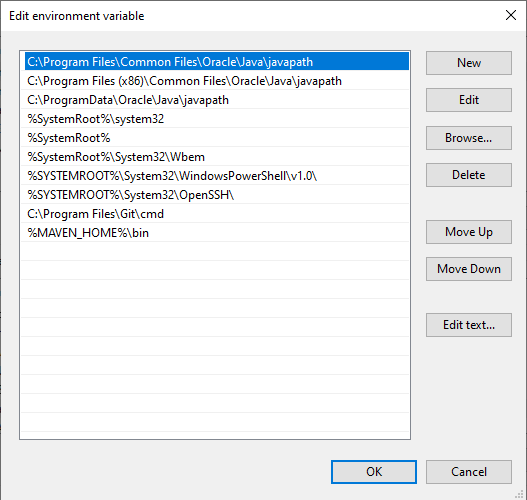 Edit environment variable
C:\Program Files\Common Files\Oracle\Java\javapath
C:\Program Files (x86)\Common Files\Oracle\Java\javapath
C:\ProgramData\Oracle\Java\javapath
%SystemRoot%\system32
%SystemRoot%
%SystemRoot%\System32\Wbem
%SYSTEMROOT%\System32\WindowsPowerShell\v1.0\
%SYSTEMROOT%\System32\OpenSSH\
C:\Program Files\Git\cmd
%MAVEN_HOME%\bin
New
Edit
Browse...
Delete
Move Up
Move Down
Edit text...
OK
Cancel